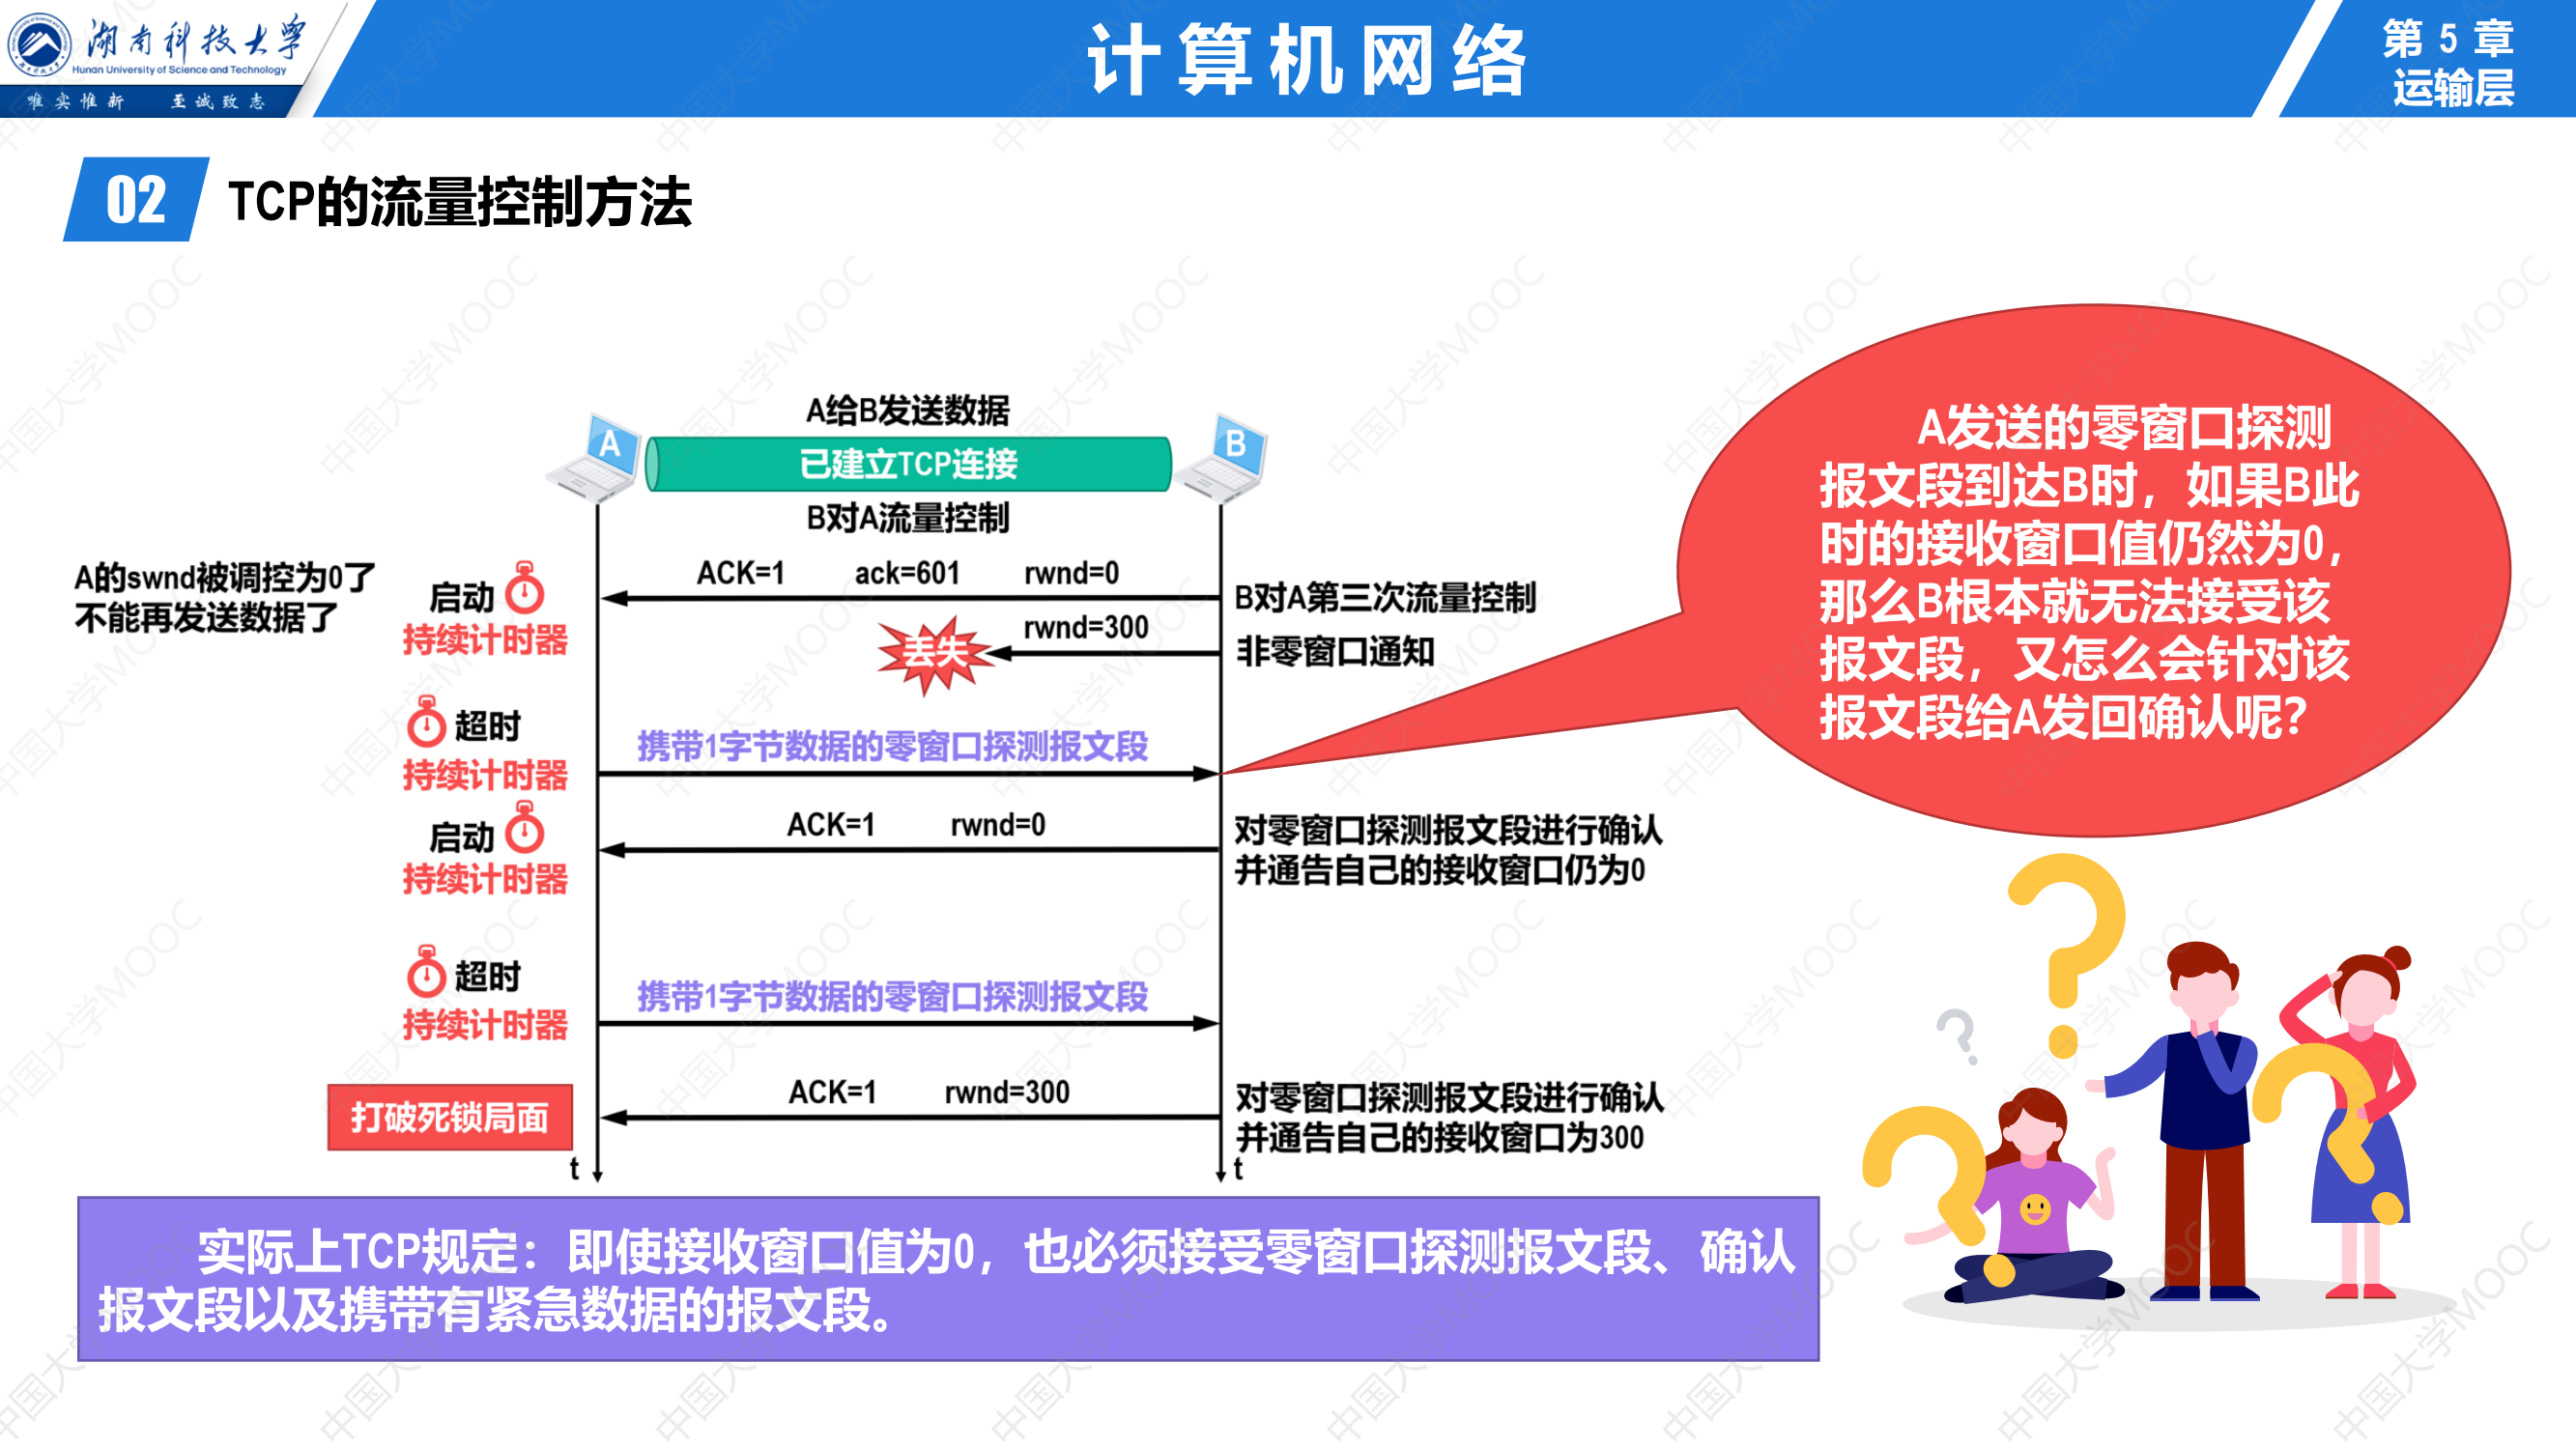 湖南科技大学
Hunan University of Science and Technology
唯实惟新 至诚致志
计算机网络
第 5 章
运输层
02 TCP的流量控制方法
A给B发送数据
A
已建立TCP连接
B
B对A流量控制
A的swnd被调控为0了
不能再发送数据了
启动
持续计时器
ACK=1 ack=601 rwnd=0
B对A第三次流量控制
丢失
rwnd=300
非零窗口通知
超时
持续计时器
携带1字节数据的零窗口探测报文段
启动
持续计时器
ACK=1 rwnd=0
对零窗口探测报文段进行确认
并通告自己的接收窗口仍为0
超时
持续计时器
携带1字节数据的零窗口探测报文段
打破死锁局面
ACK=1 rwnd=300
对零窗口探测报文段进行确认
并通告自己的接收窗口为300
t
t
A发送的零窗口探测
报文段到达B时，如果B此
时的接收窗口值仍然为0，
那么B根本就无法接受该
报文段，又怎么会针对该
报文段给A发回确认呢？
实际上TCP规定：即使接收窗口值为0，也必须接受零窗口探测报文段、确认
报文段以及携带有紧急数据的报文段。
中国大学MOOC